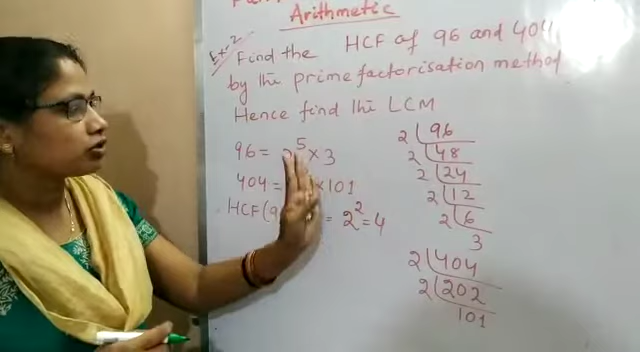 Arithmetic
Ex:2 Find the HCF of 96 and 404
by the prime factorisation method
Hence find the LCM
96 = 2⁵ × 3
404 = × 101
HCF(9 = 2² = 4
2 | 96
2 | 48
2 | 24
2 | 12
2 | 6
3
2 | 404
2 | 202
101